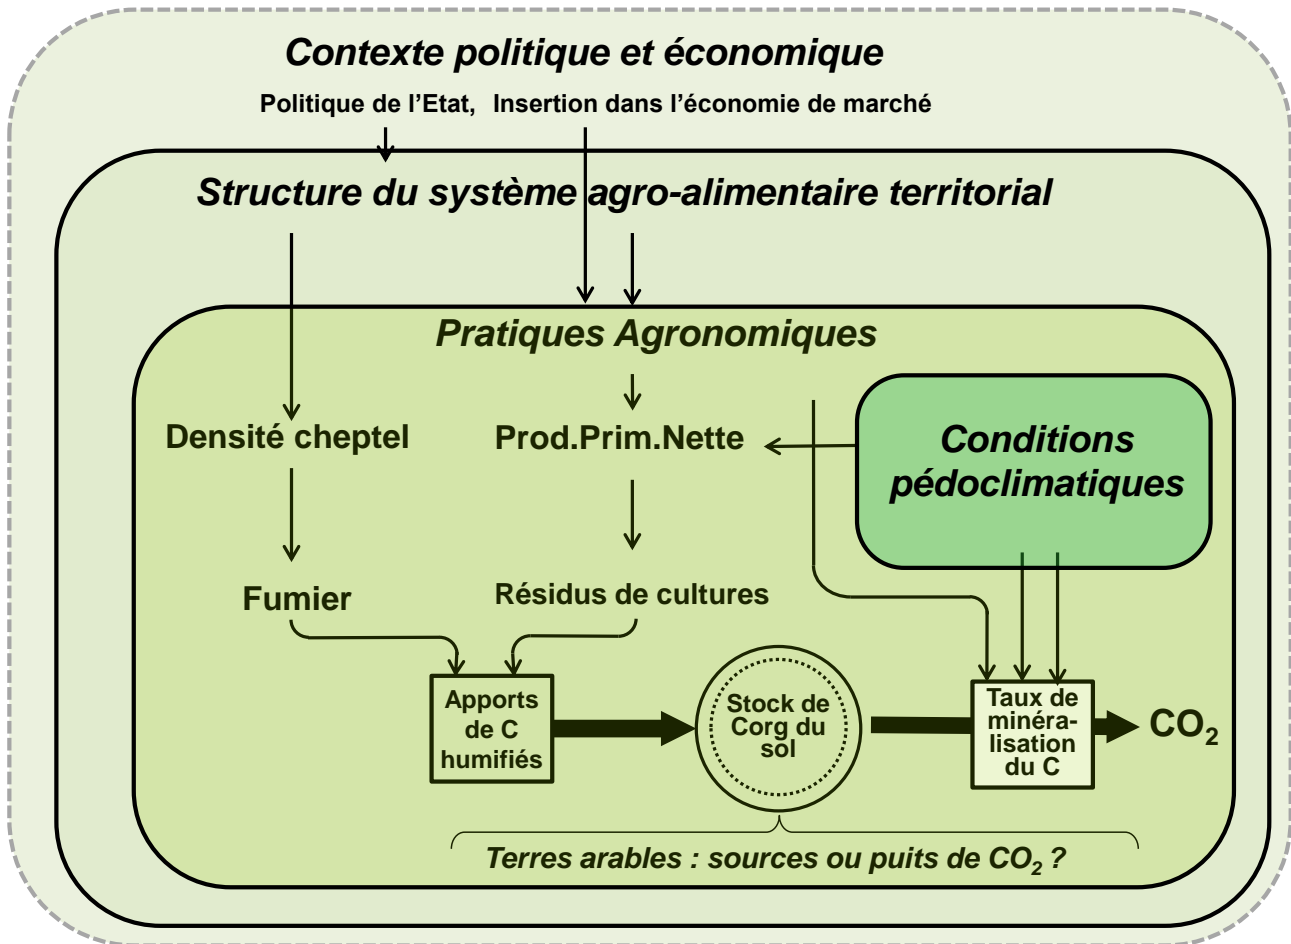 Contexte politique et économique
Politique de l'Etat, Insertion dans l'économie de marché
Structure du système agro-alimentaire territorial
Pratiques Agronomiques
Densité cheptel
Prod.Prim.Nette
Conditions
pédoclimatiques
Fumier
Résidus de cultures
Apports
de C
humifiés
Stock de
Corg du
sol
Taux de
minéra-
lisation
du C
CO₂
Terres arables : sources ou puits de CO₂ ?